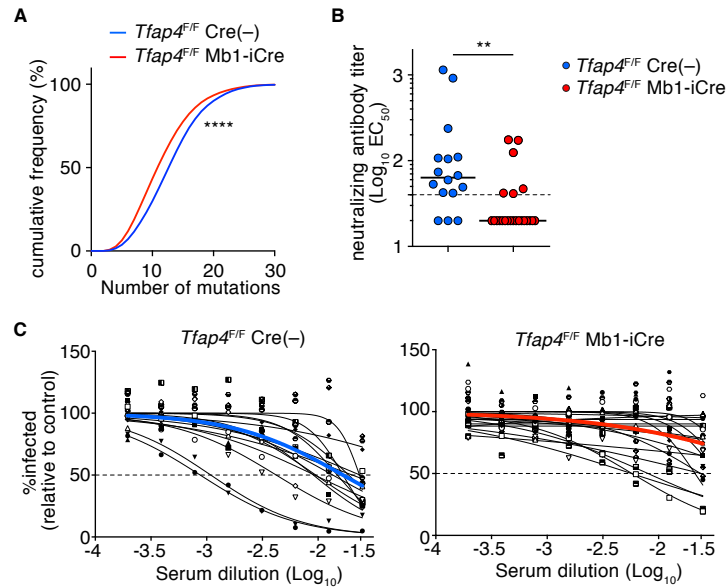 A
Tfap4F/F Cre(–)
Tfap4F/F Mb1-iCre
cumulative frequency (%)
100
50
0
****
0 10 20 30
Number of mutations
B
neutralizing antibody titer
(Log10 EC50)
3
2
1
**
Tfap4F/F Cre(–)
Tfap4F/F Mb1-iCre
C
Tfap4F/F Cre(–)
%infected
(relative to control)
150
100
50
0
-4 -3.5 -3 -2.5 -2 -1.5
Serum dilution (Log10)
Tfap4F/F Mb1-iCre
150
100
50
0
-4 -3.5 -3 -2.5 -2 -1.5
Serum dilution (Log10)